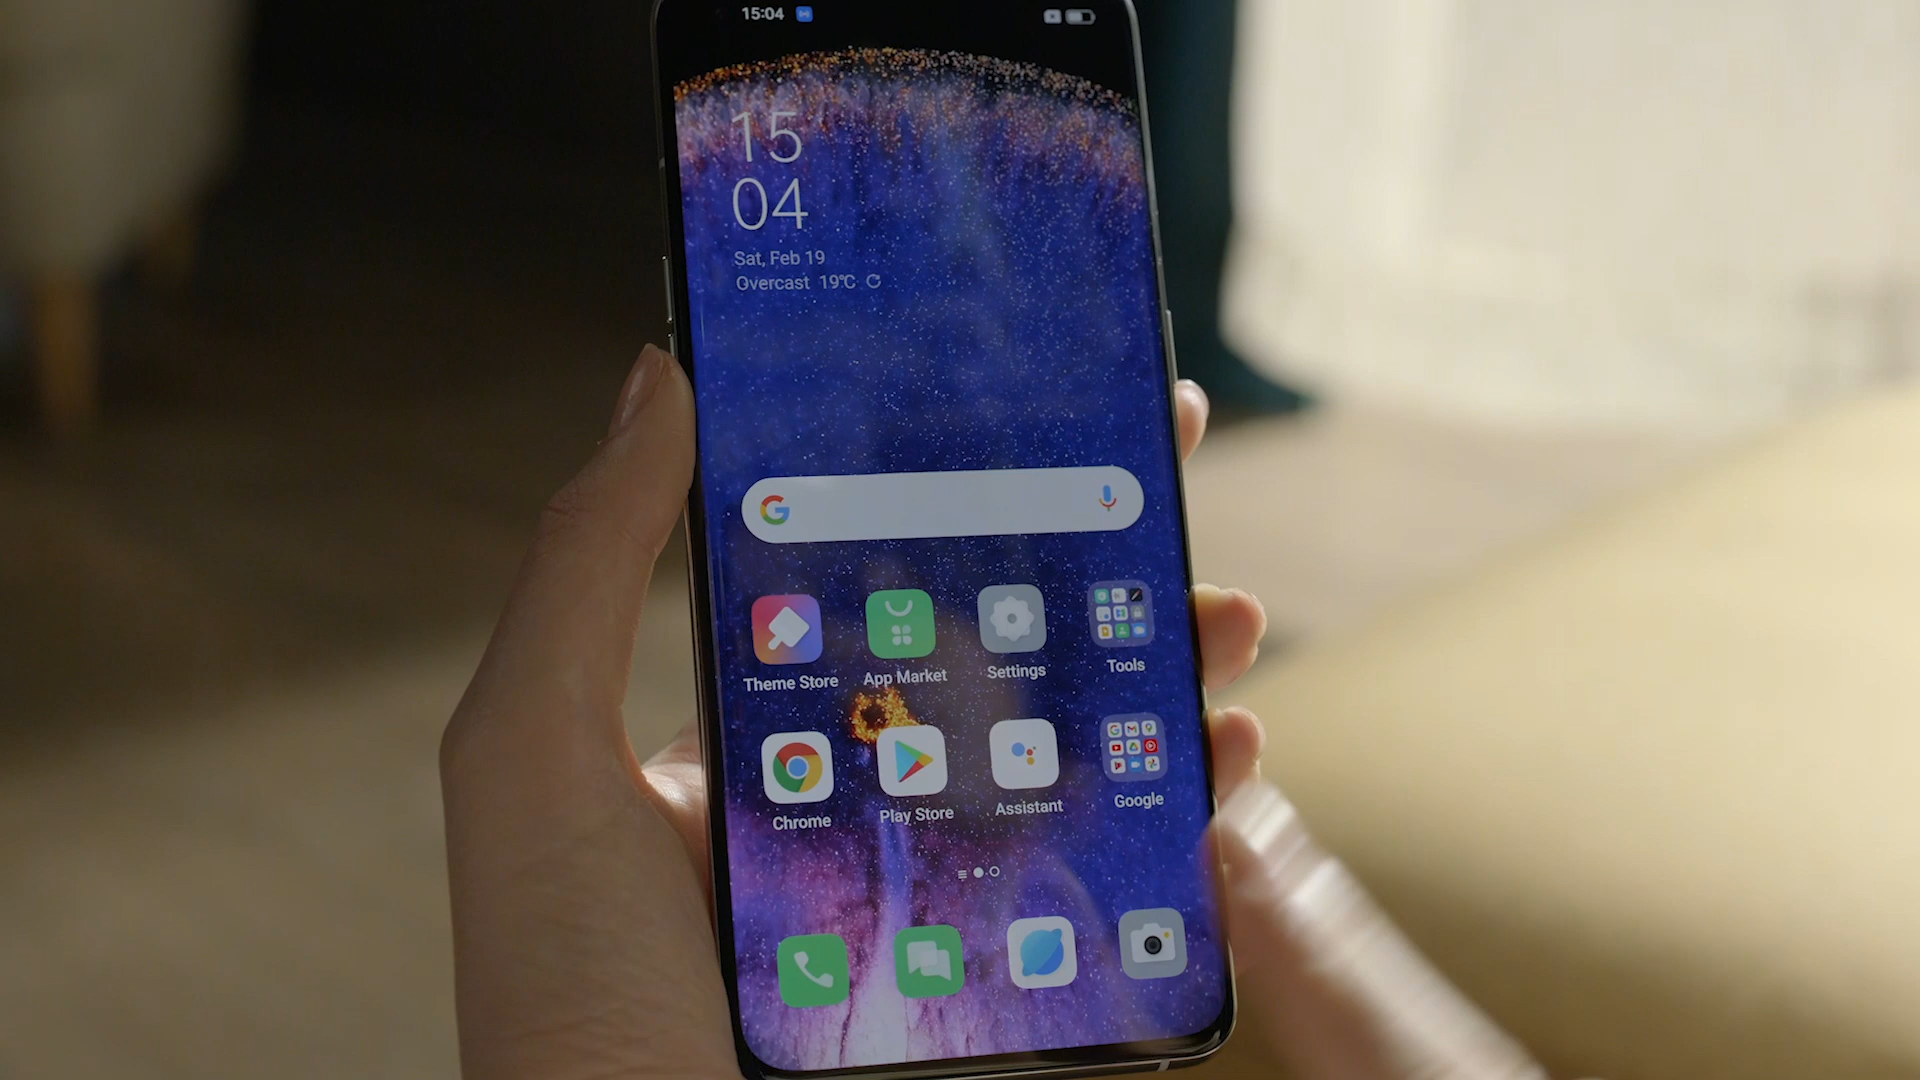 15:04
15
04
Sat, Feb 19
Overcast 19°C
Theme Store
App Market
Settings
Tools
Chrome
Play Store
Assistant
Google